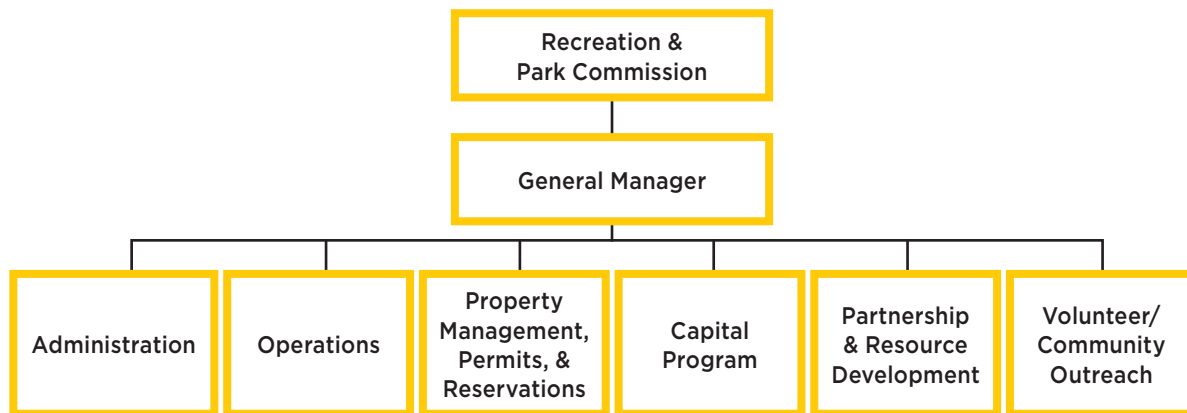 Recreation &
Park Commission
General Manager
Administration
Operations
Property
Management,
Permits, &
Reservations
Capital
Program
Partnership
& Resource
Development
Volunteer/
Community
Outreach